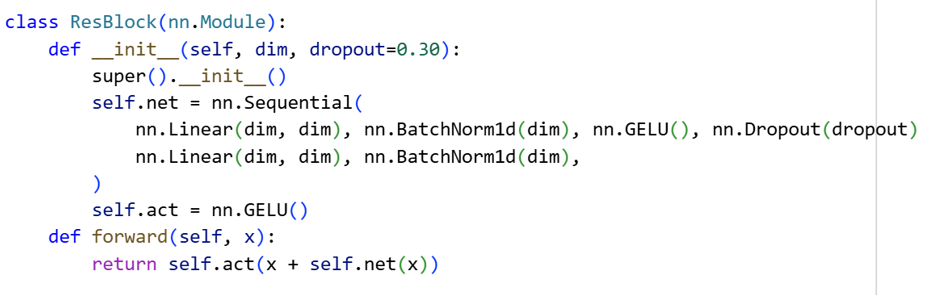 class ResBlock(nn.Module):
    def __init__(self, dim, dropout=0.30):
        super().__init__()
        self.net = nn.Sequential(
            nn.Linear(dim, dim), nn.BatchNorm1d(dim), nn.GELU(), nn.Dropout(dropout)
            nn.Linear(dim, dim), nn.BatchNorm1d(dim),
        )
        self.act = nn.GELU()
    def forward(self, x):
        return self.act(x + self.net(x))